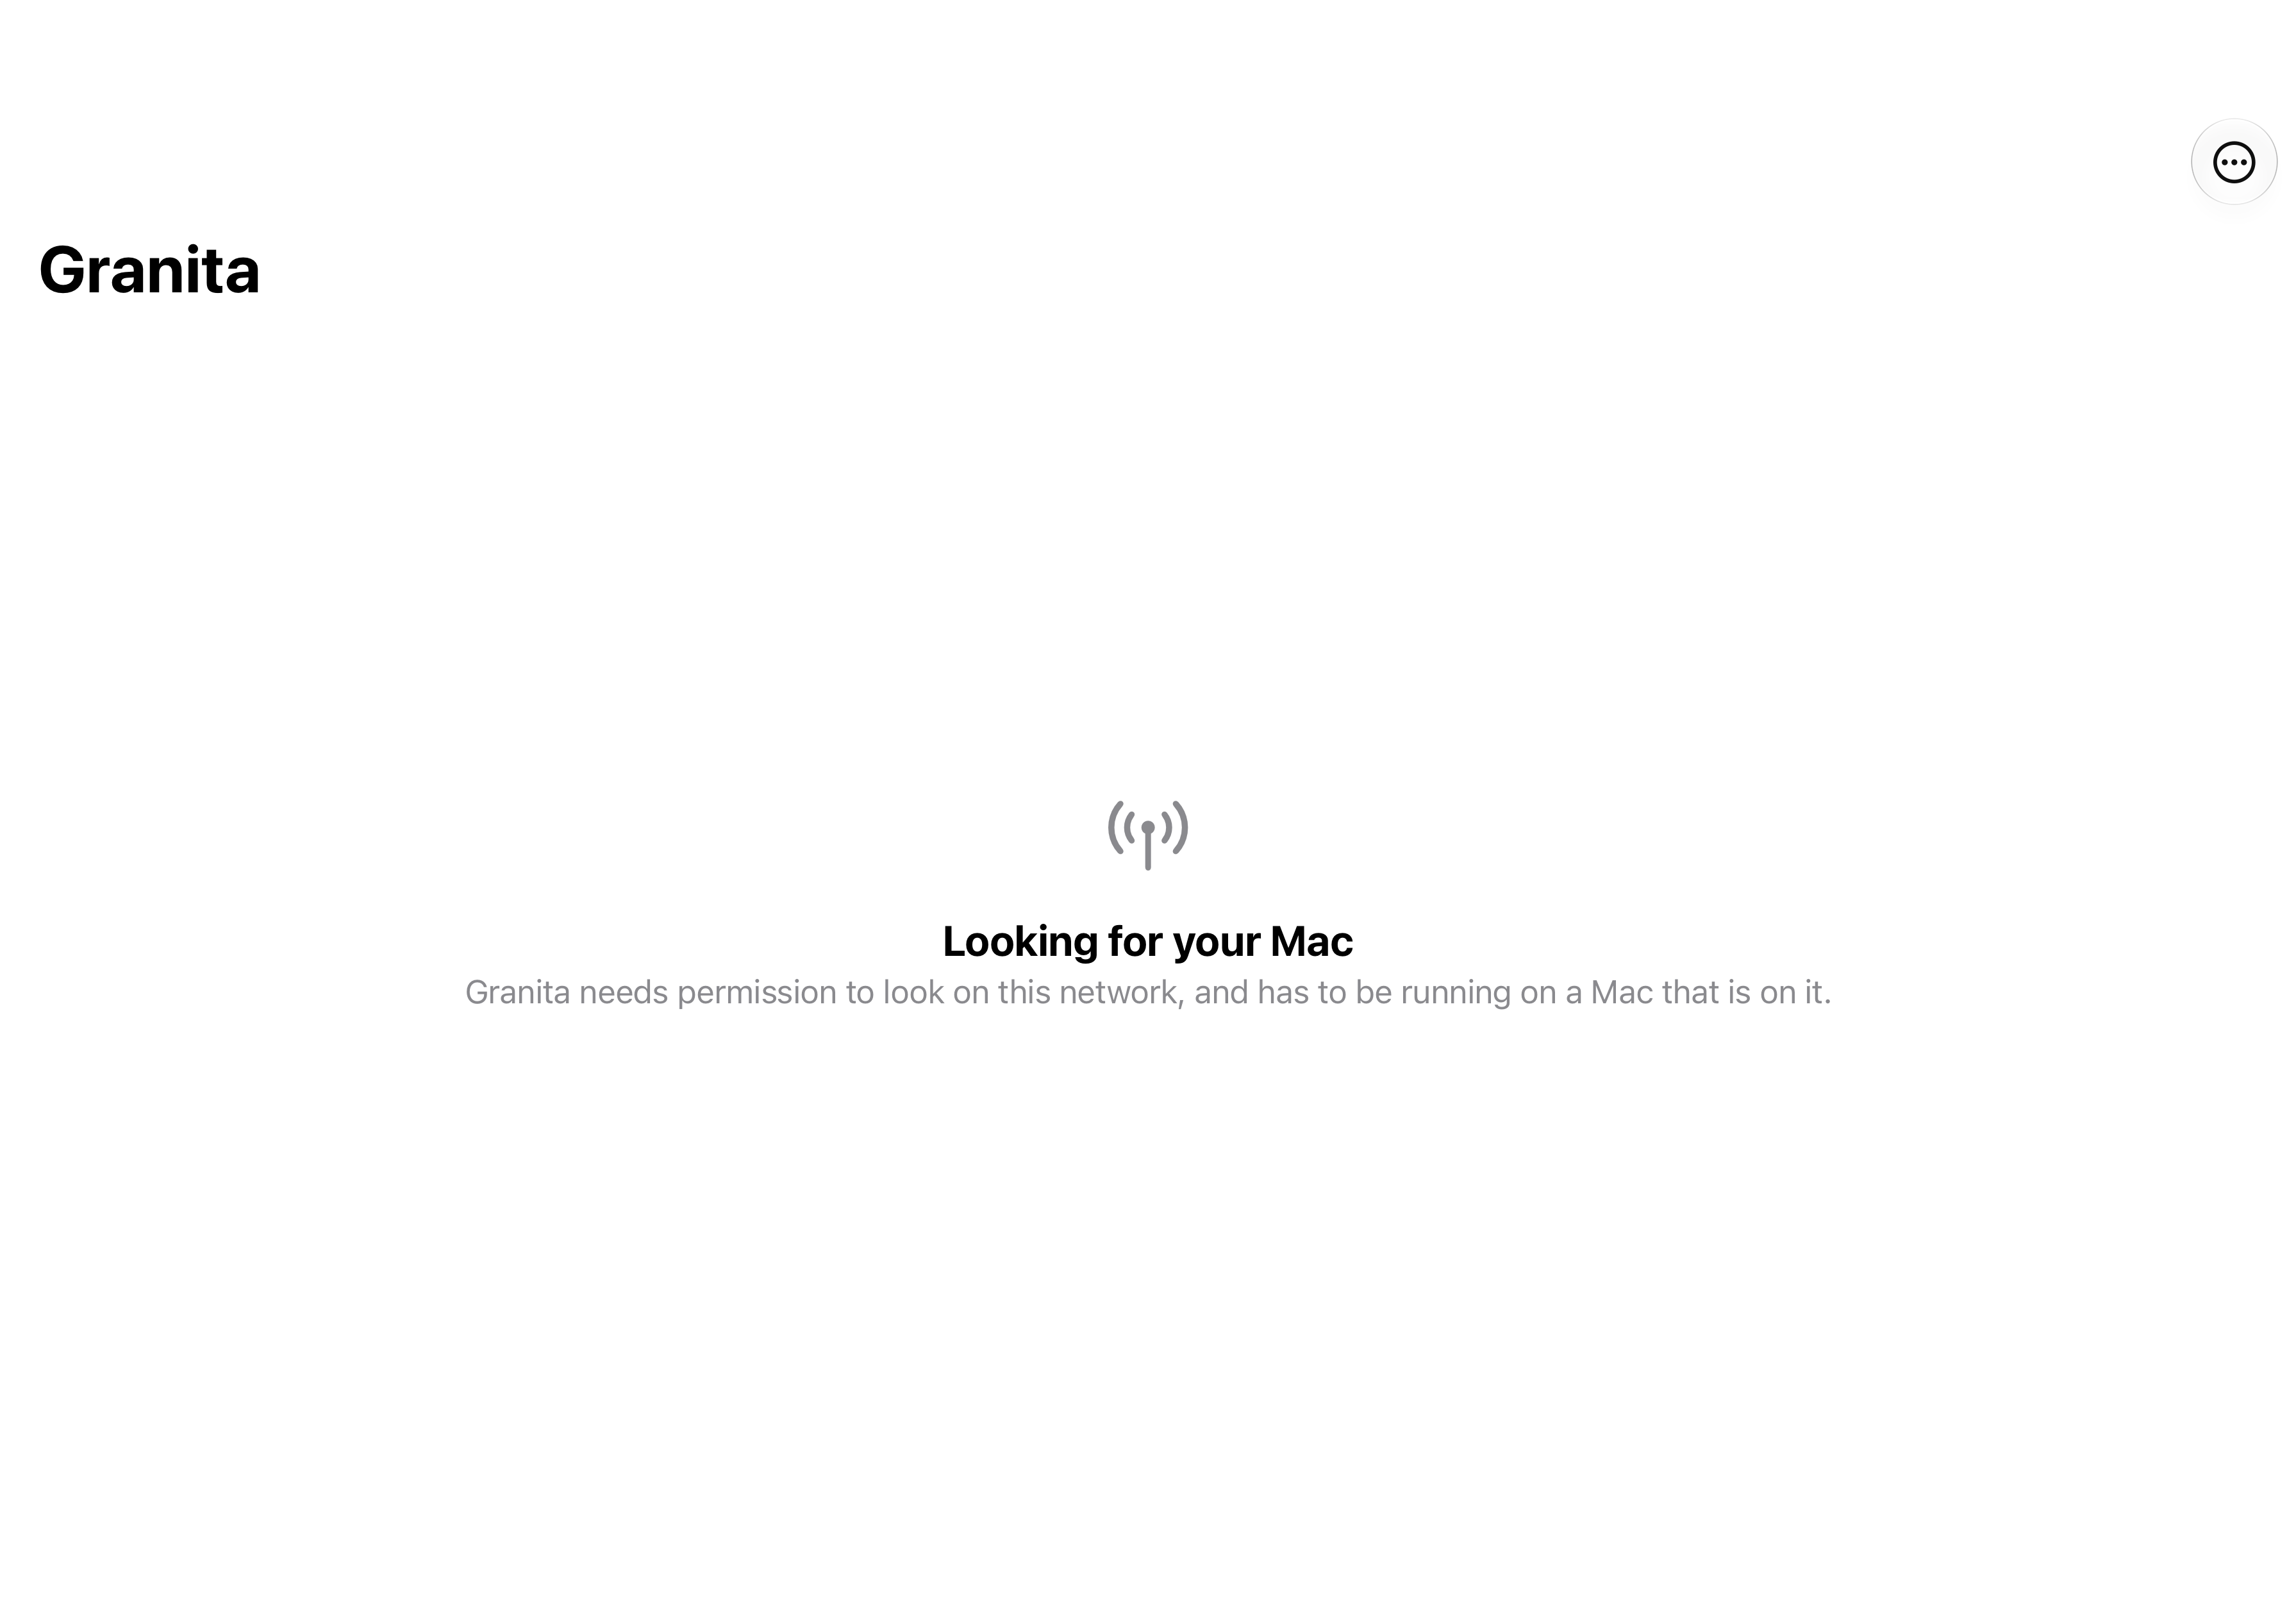 Granita
Looking for your Mac
Granita needs permission to look on this network, and has to be running on a Mac that is on it.